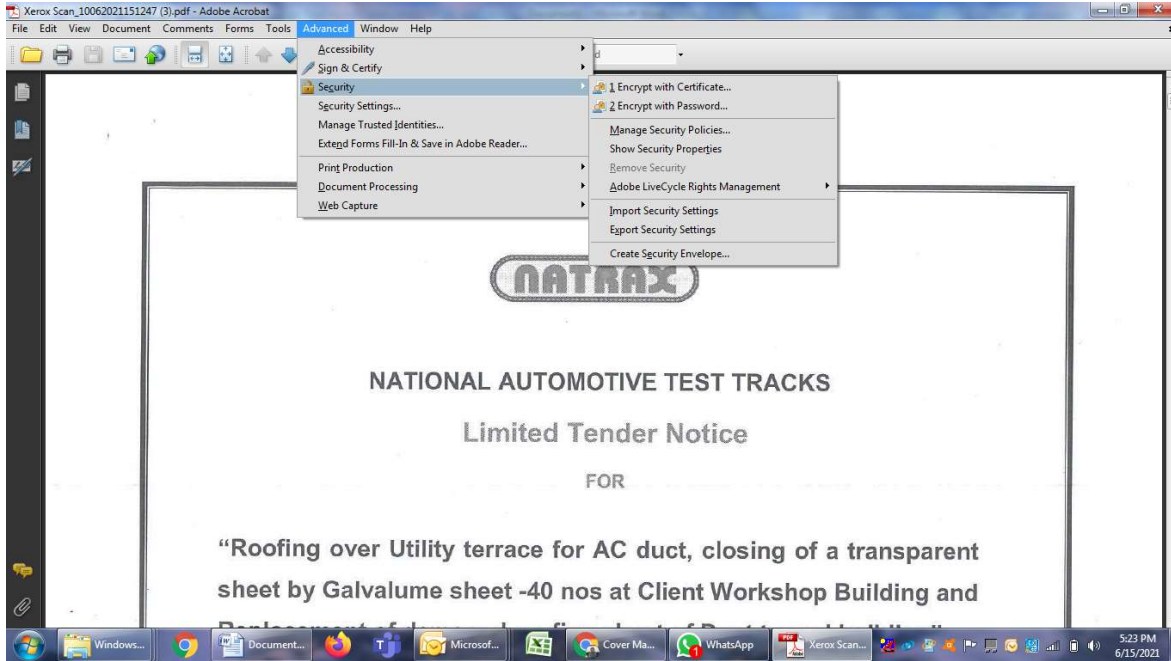 Xerox Scan_10062021151247 (3).pdf - Adobe Acrobat
File Edit View Document Comments Forms Tools Advanced Window Help
Accessibility
Sign & Certify
Security
Security Settings...
Manage Trusted Identities...
Extend Forms Fill-In & Save in Adobe Reader...
Print Production
Document Processing
Web Capture
1 Encrypt with Certificate...
2 Encrypt with Password...
Manage Security Policies...
Show Security Properties
Remove Security
Adobe LiveCycle Rights Management
Import Security Settings
Export Security Settings
Create Security Envelope...
NATRAX
NATIONAL AUTOMOTIVE TEST TRACKS
Limited Tender Notice
FOR
“Roofing over Utility terrace for AC duct, closing of a transparent
sheet by Galvalume sheet -40 nos at Client Workshop Building and
Windows... Document... Microsof... Cover Ma... WhatsApp Xerox Scan...
5:23 PM
6/15/2021